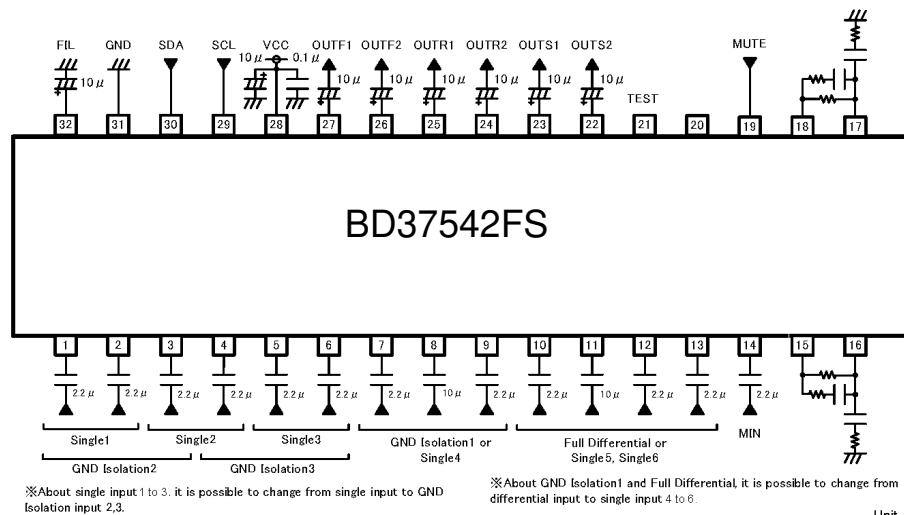 FIL GND SDA SCL VCC OUTF1 OUTF2 OUTR1 OUTR2 OUTS1 OUTS2 MUTE
10μ 0.1μ
10μ 10μ 10μ 10μ 10μ 10μ 10μ
TEST
32 31 30 29 28 27 26 25 24 23 22 21 20 19 18 17
BD37542FS
1 2 3 4 5 6 7 8 9 10 11 12 13 14 15 16
2.2μ 2.2μ 2.2μ 2.2μ 2.2μ 2.2μ 2.2μ 10μ 2.2μ 2.2μ 10μ 2.2μ 2.2μ 2.2μ
Single1 Single2 Single3 GND Isolation1 or Full Differential or MIN
Single4 Single5, Single6
GND Isolation2 GND Isolation3
※About single input 1 to 3. it is possible to change from single input to GND
Isolation input 2,3.
※About GND Isolation1 and Full Differential, it is possible to change from
differential input to single input 4 to 6.